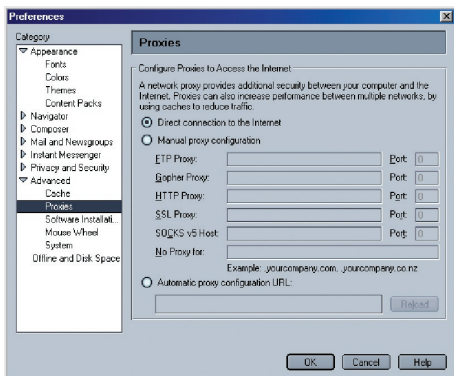 Preferences
Category
Appearance
Fonts
Colors
Themes
Content Packs
Navigator
Composer
Mail and Newsgroups
Instant Messenger
Privacy and Security
Advanced
Cache
Proxies
Software Installati...
Mouse Wheel
System
Offline and Disk Space
Proxies
Configure Proxies to Access the Internet
A network proxy provides additional security between your computer and the
Internet. Proxies can also increase performance between multiple networks, by
using caches to reduce traffic.
Direct connection to the Internet
Manual proxy configuration
FTP Proxy: Port: 0
Gopher Proxy: Port: 0
HTTP Proxy: Port: 0
SSL Proxy: Port: 0
SOCKS v5 Host: Port: 0
No Proxy for:
Example: .yourcompany.com, .yourcompany.co.nz
Automatic proxy configuration URL:
Reload
OK Cancel Help